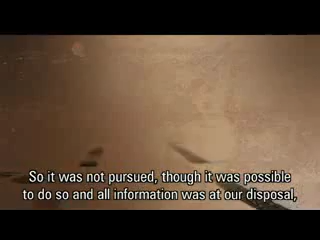 So it was not pursued, though it was possible
to do so and all information was at our disposal,